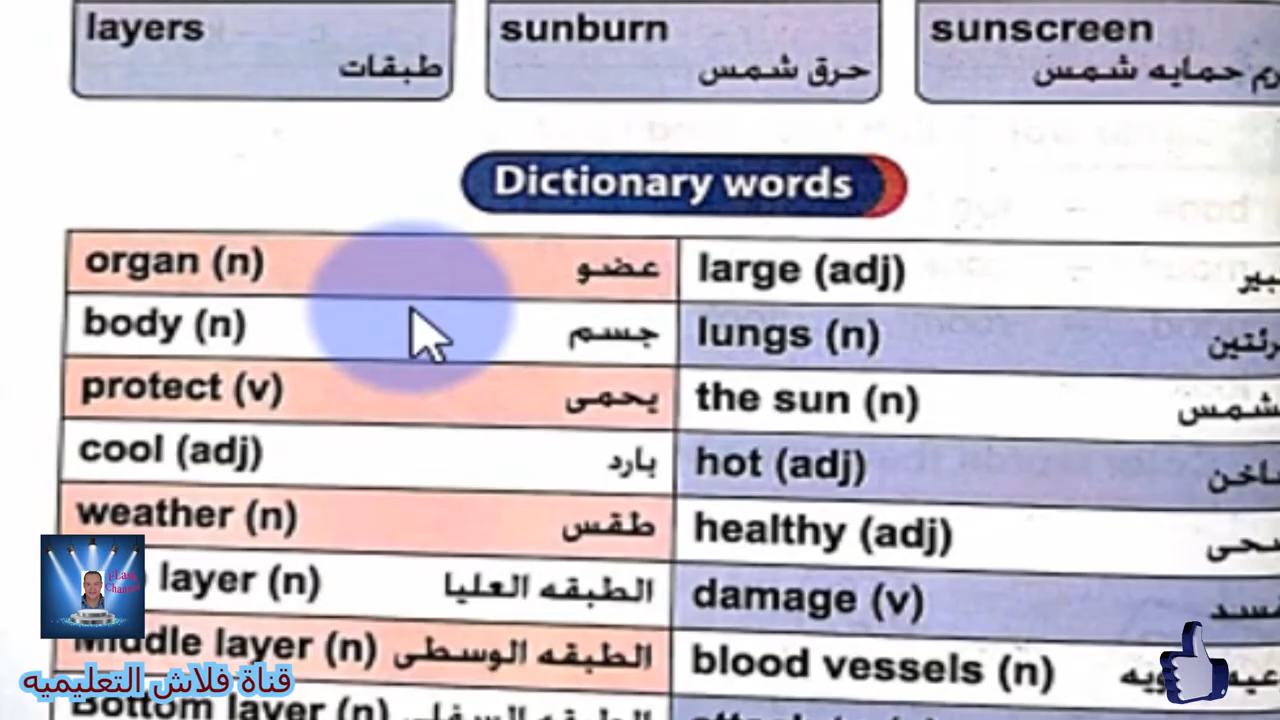 layers
طبقات
sunburn
حرق شمس
sunscreen
حمايه شمس
Dictionary words
organ (n) عضو
large (adj)
body (n) جسم
lungs (n)
protect (v) يحمى
the sun (n)
cool (adj) بارد
hot (adj)
weather (n) طقس
healthy (adj)
layer (n) الطبقه العليا
damage (v)
Middle layer (n) الطبقه الوسطى
blood vessels (n)
Bottom layer (n) الطبقه السفلى
قناة فلاش التعليميه